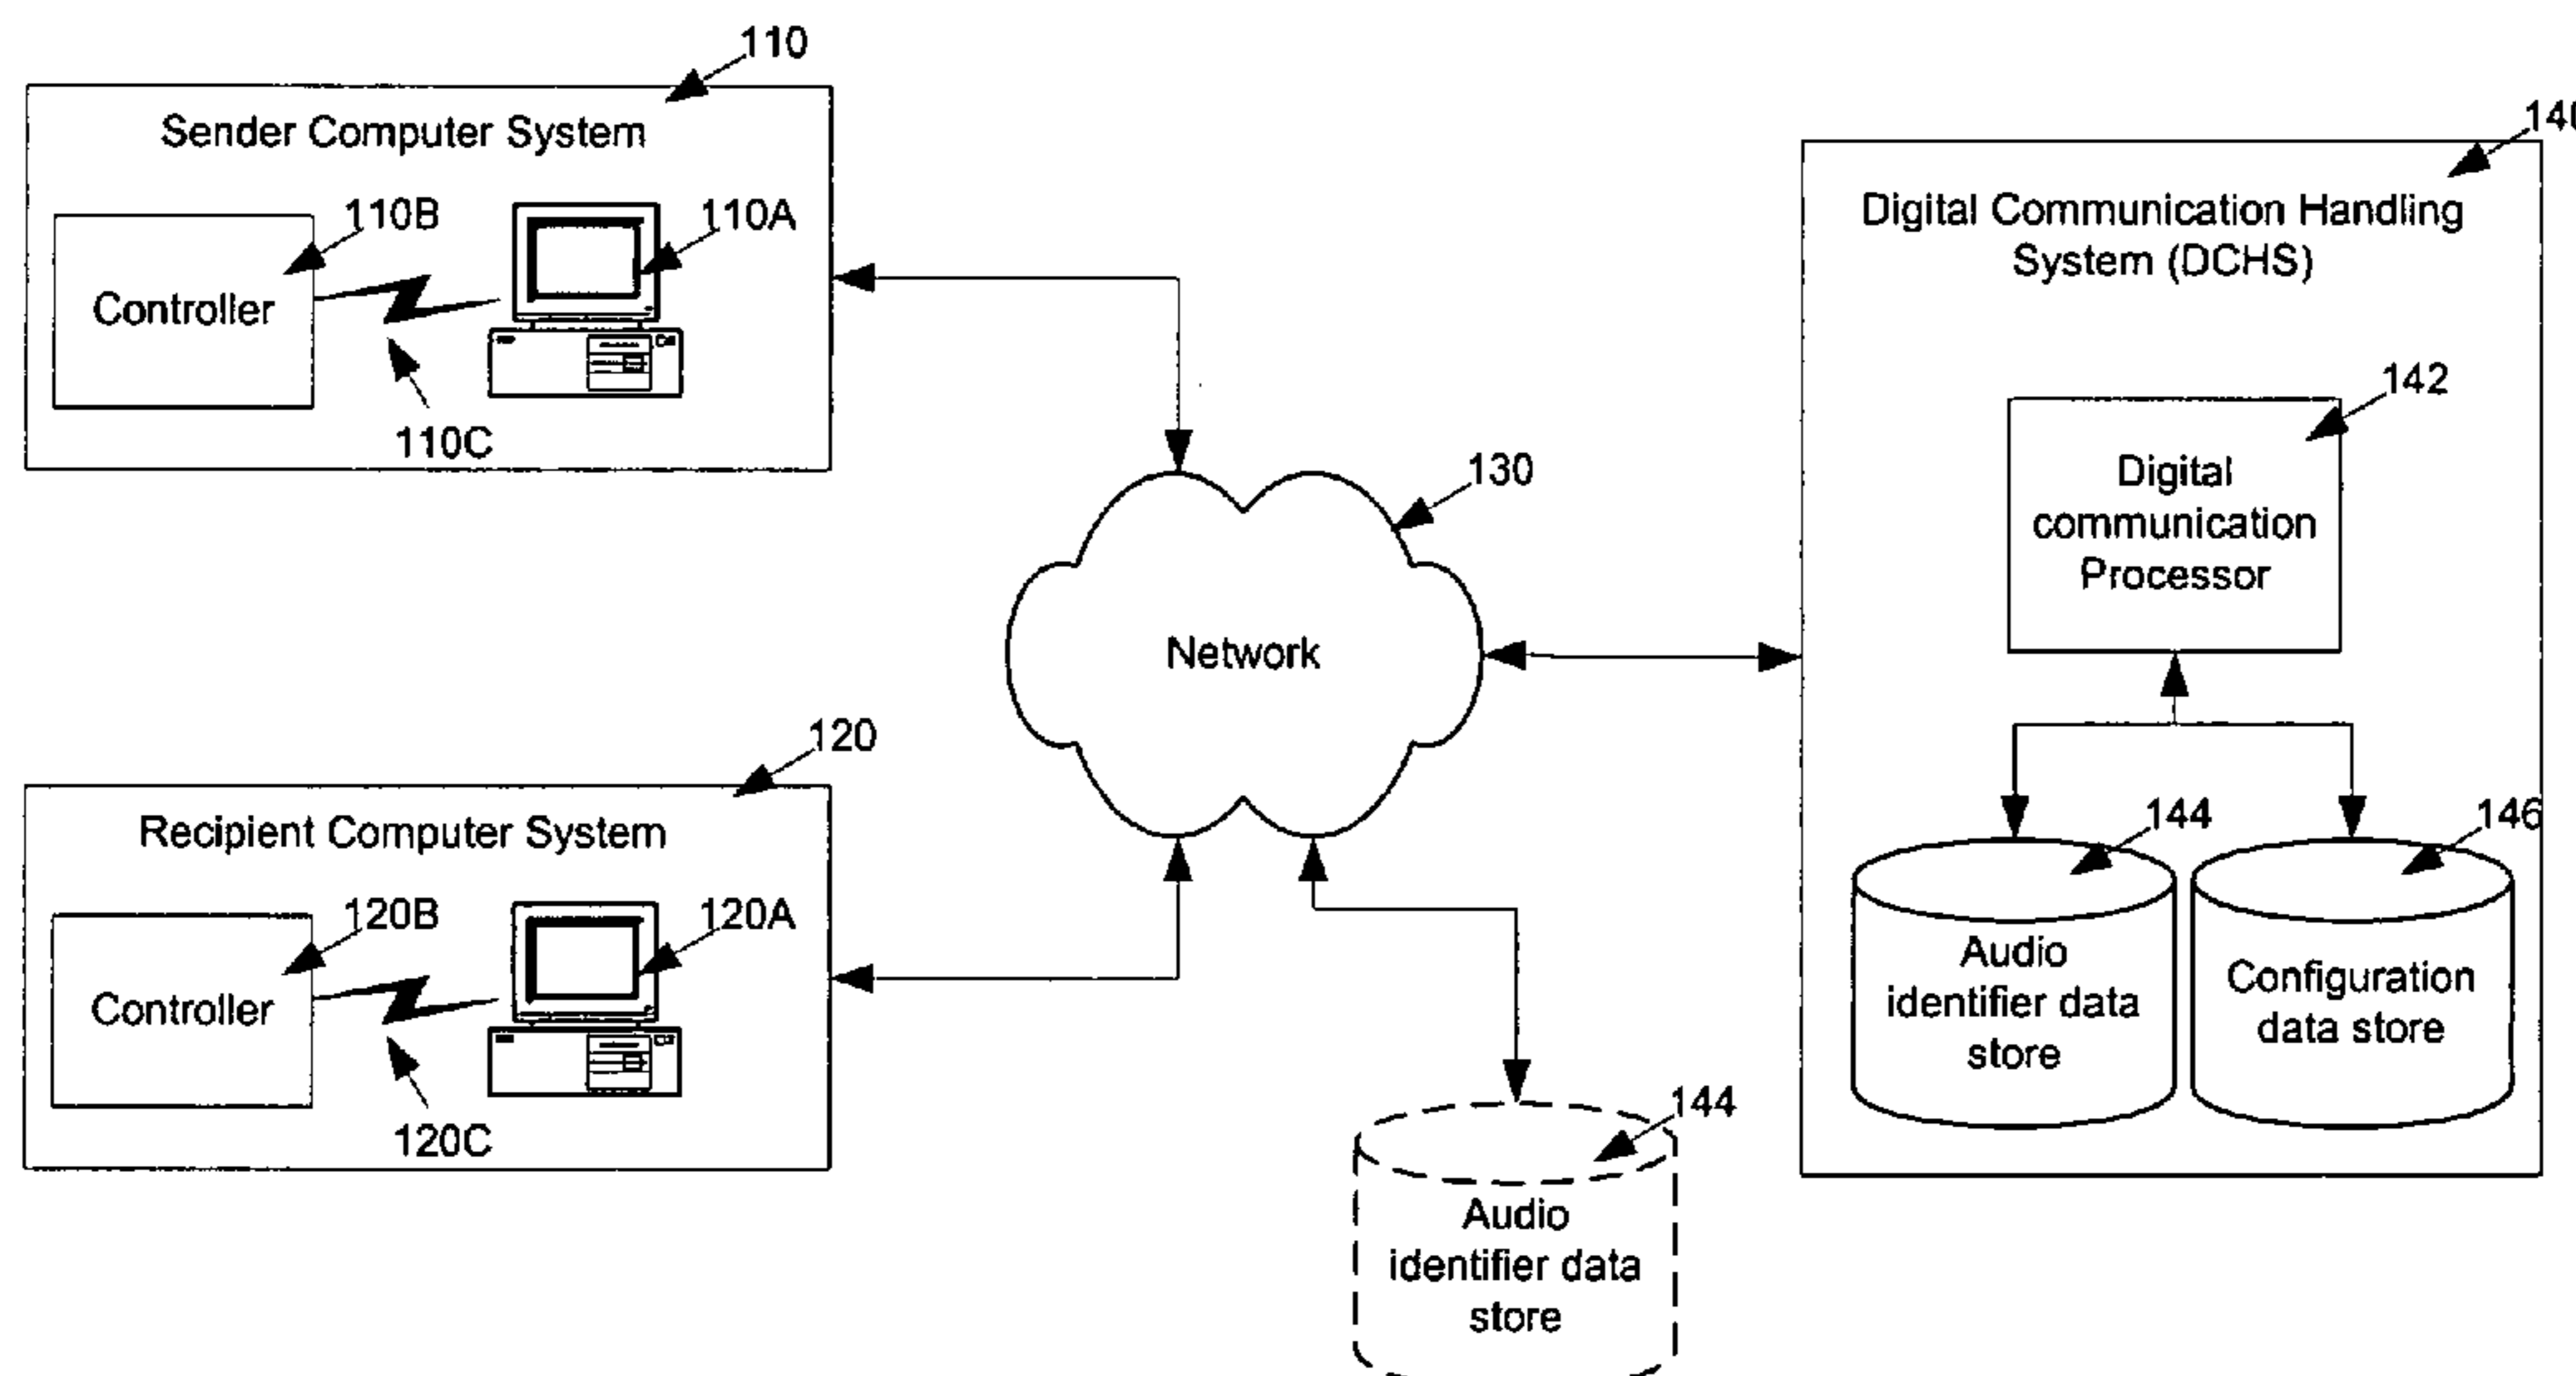 110
Sender Computer System
110B
110A
Controller
110C
120
Recipient Computer System
120B
120A
Controller
120C
130
Network
144
Audio
identifier data
store
Digital Communication Handling
System (DCHS)
142
Digital
communication
Processor
144
146
Audio
identifier data
store
Configuration
data store